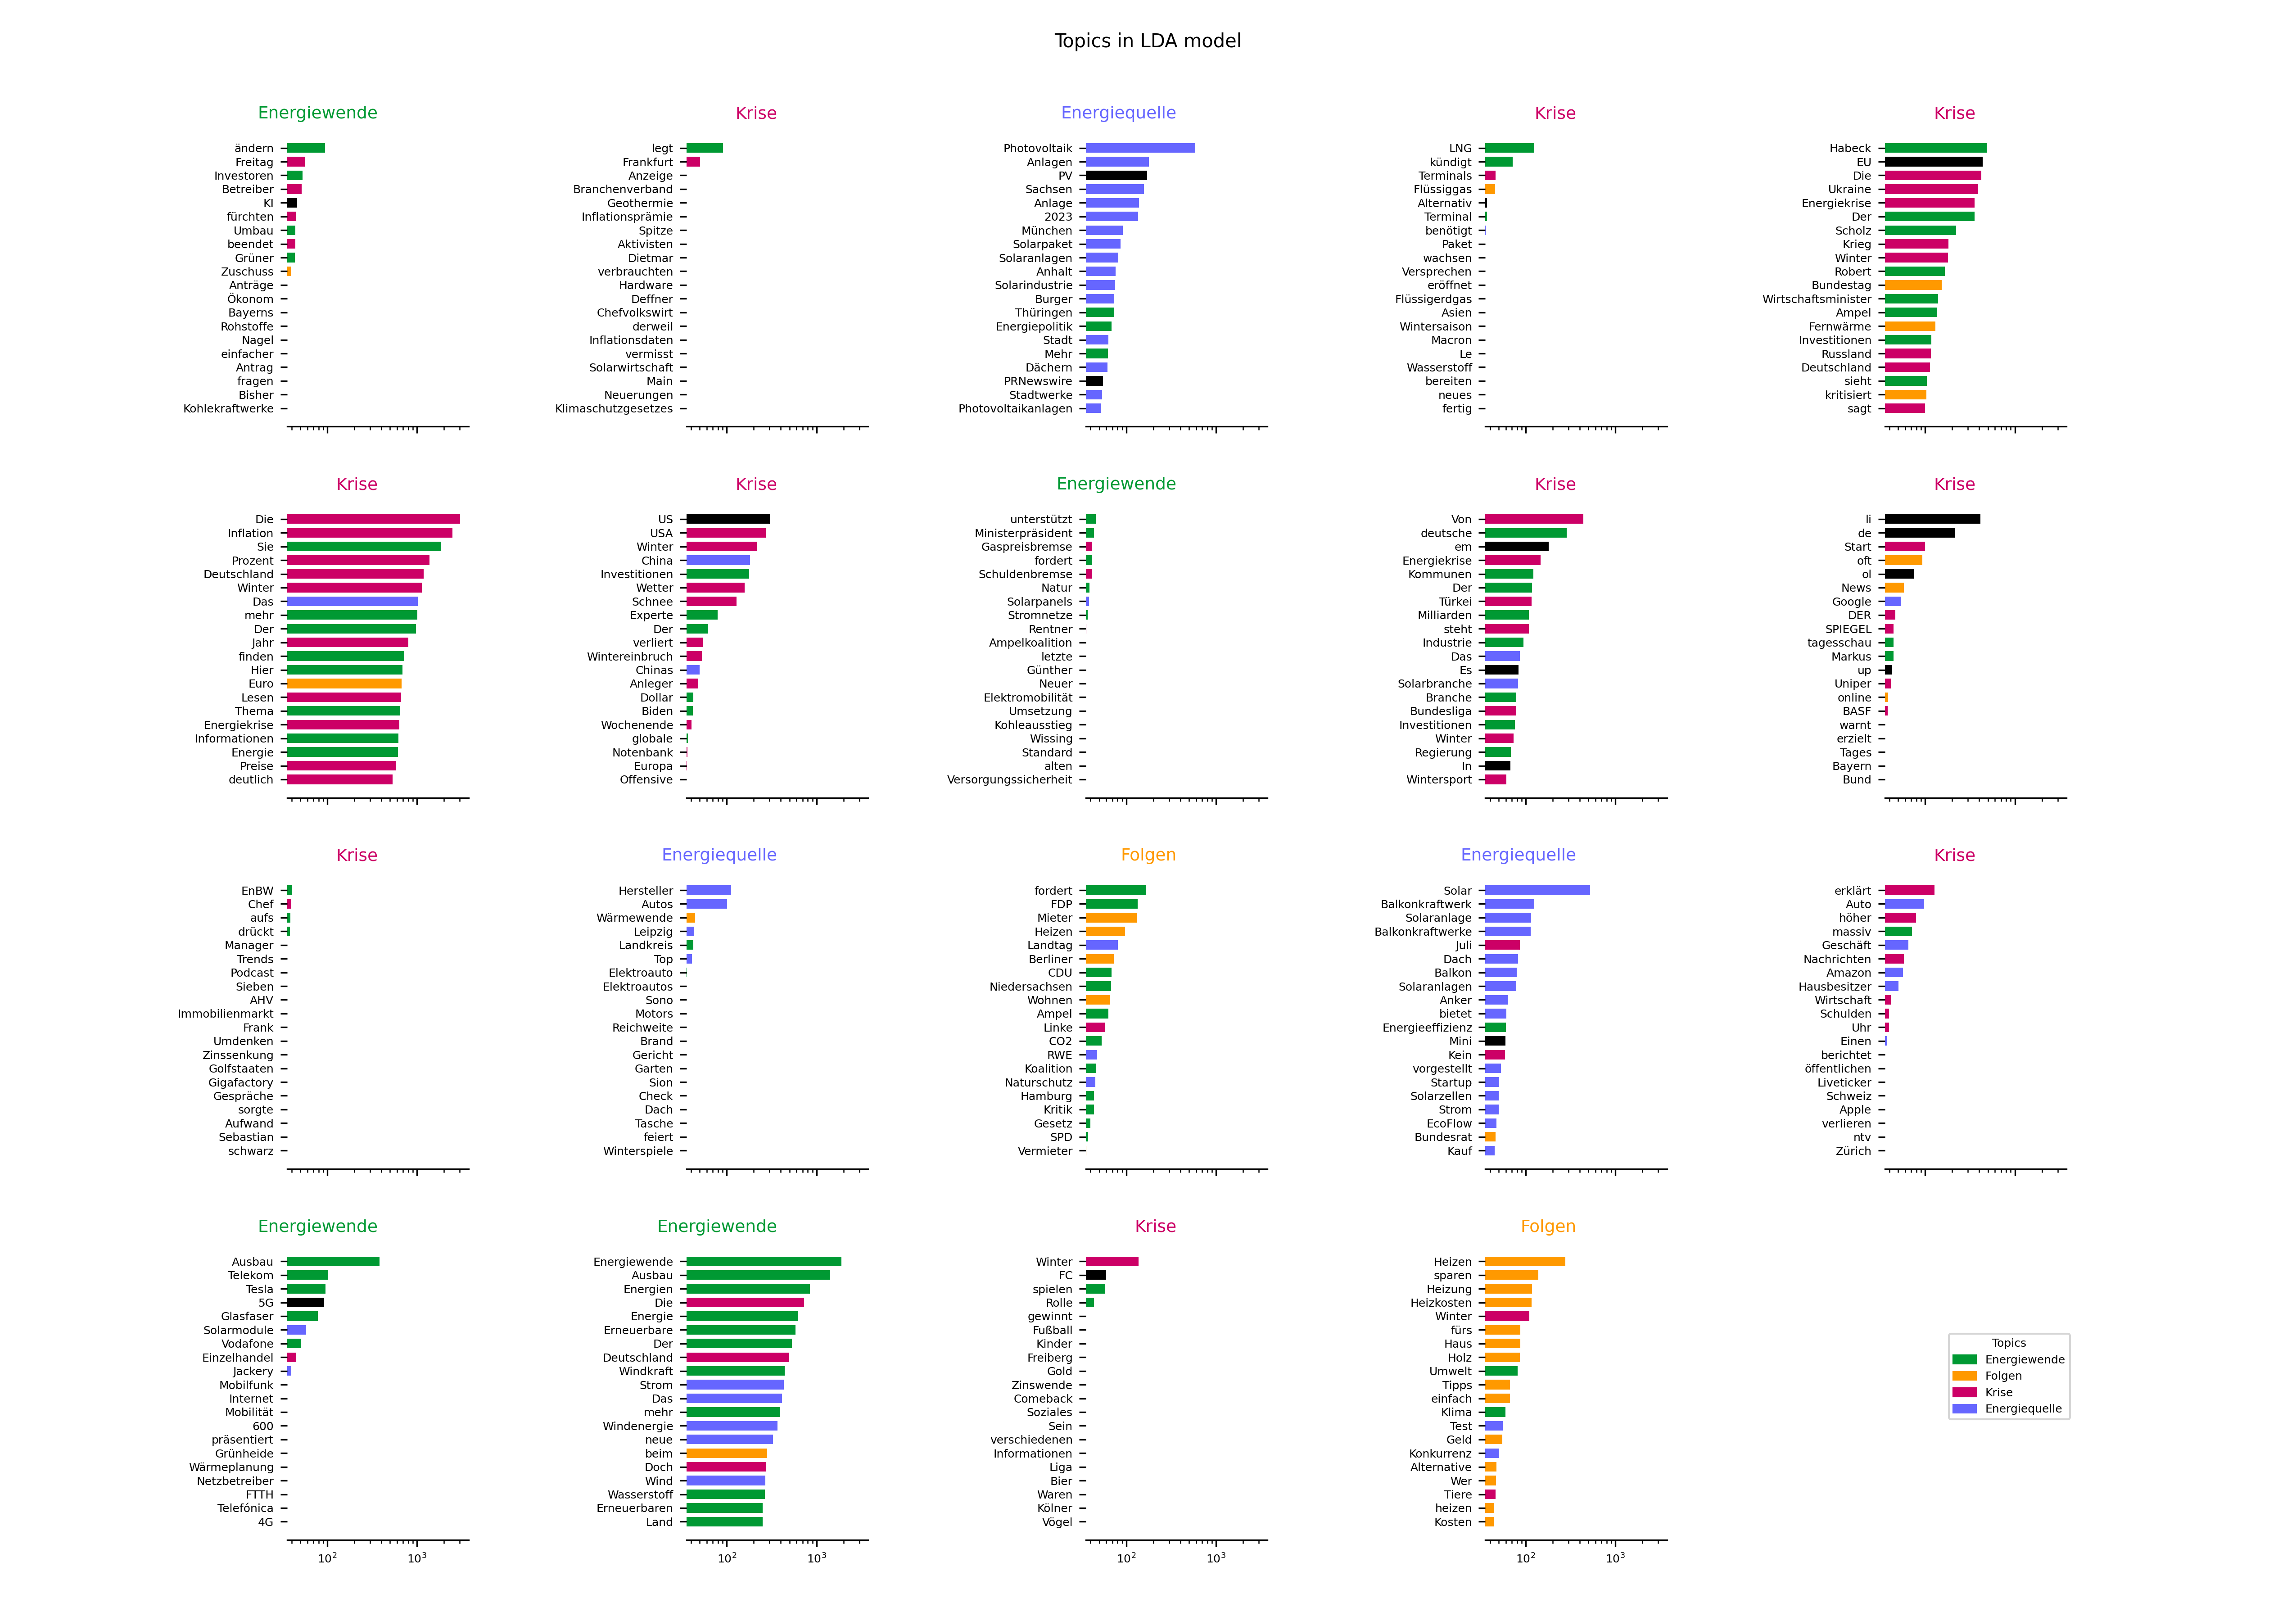 Topics in LDA model
Energiewende
ändern
Freitag
Investoren
Betreiber
KI
fürchten
Umbau
beendet
Grüner
Zuschuss
Anträge
Ökonom
Bayerns
Rohstoffe
Nagel
einfacher
Antrag
fragen
Bisher
Kohlekraftwerke
Krise
legt
Frankfurt
Anzeige
Branchenverband
Geothermie
Inflationsprämie
Spitze
Aktivisten
Dietmar
verbrauchten
Hardware
Deffner
Chefvolkswirt
derweil
Inflationsdaten
vermisst
Solarwirtschaft
Main
Neuerungen
Klimaschutzgesetzes
Energiequelle
Photovoltaik
Anlagen
PV
Sachsen
Anlage
2023
München
Solarpaket
Solaranlagen
Anhalt
Solarindustrie
Burger
Thüringen
Energiepolitik
Stadt
Mehr
Dächern
PRNewswire
Stadtwerke
Photovoltaikanlagen
Krise
LNG
kündigt
Terminals
Flüssiggas
Alternativ
Terminal
benötigt
Paket
wachsen
Versprechen
eröffnet
Flüssigerdgas
Asien
Wintersaison
Macron
Le
Wasserstoff
bereiten
neues
fertig
Krise
Habeck
EU
Die
Ukraine
Energiekrise
Der
Scholz
Krieg
Winter
Robert
Bundestag
Wirtschaftsminister
Ampel
Fernwärme
Investitionen
Russland
Deutschland
sieht
kritisiert
sagt
Krise
Die
Inflation
Sie
Prozent
Deutschland
Winter
Das
mehr
Der
Jahr
finden
Hier
Euro
Lesen
Thema
Energiekrise
Informationen
Energie
Preise
deutlich
Krise
US
USA
Winter
China
Investitionen
Wetter
Schnee
Experte
Der
verliert
Wintereinbruch
Chinas
Anleger
Dollar
Biden
Wochenende
globale
Notenbank
Europa
Offensive
Energiewende
unterstützt
Ministerpräsident
Gaspreisbremse
fordert
Schuldenbremse
Natur
Solarpanels
Stromnetze
Rentner
Ampelkoalition
letzte
Günther
Neuer
Elektromobilität
Umsetzung
Kohleausstieg
Wissing
Standard
alten
Versorgungssicherheit
Krise
Von
deutsche
em
Energiekrise
Kommunen
Der
Türkei
Milliarden
steht
Industrie
Das
Es
Solarbranche
Branche
Bundesliga
Investitionen
Winter
Regierung
In
Wintersport
Krise
li
de
Start
oft
ol
News
Google
DER
SPIEGEL
tagesschau
Markus
up
Uniper
online
BASF
warnt
erzielt
Tages
Bayern
Bund
Krise
EnBW
Chef
aufs
drückt
Manager
Trends
Podcast
Sieben
AHV
Immobilienmarkt
Frank
Umdenken
Zinssenkung
Golfstaaten
Gigafactory
Gespräche
sorgte
Aufwand
Sebastian
schwarz
Energiequelle
Hersteller
Autos
Wärmewende
Leipzig
Landkreis
Top
Elektroauto
Elektroautos
Sono
Motors
Reichweite
Brand
Gericht
Garten
Sion
Check
Dach
Tasche
feiert
Winterspiele
Folgen
fordert
FDP
Mieter
Heizen
Landtag
Berliner
CDU
Niedersachsen
Wohnen
Ampel
Linke
CO2
RWE
Koalition
Naturschutz
Hamburg
Kritik
Gesetz
SPD
Vermieter
Energiequelle
Solar
Balkonkraftwerk
Solaranlage
Balkonkraftwerke
Juli
Dach
Balkon
Solaranlagen
Anker
bietet
Energieeffizienz
Mini
Kein
vorgestellt
Startup
Solarzellen
Strom
EcoFlow
Bundesrat
Kauf
Krise
erklärt
Auto
höher
massiv
Geschäft
Nachrichten
Amazon
Hausbesitzer
Wirtschaft
Schulden
Uhr
Einen
berichtet
öffentlichen
Liveticker
Schweiz
Apple
verlieren
ntv
Zürich
Energiewende
Ausbau
Telekom
Tesla
5G
Glasfaser
Solarmodule
Vodafone
Einzelhandel
Jackery
Mobilfunk
Internet
Mobilität
600
präsentiert
Grünheide
Wärmeplanung
Netzbetreiber
FTTH
Telefónica
4G
10²
10³
Energiewende
Energiewende
Ausbau
Energien
Die
Energie
Erneuerbare
Der
Deutschland
Windkraft
Strom
Das
mehr
Windenergie
neue
beim
Doch
Wind
Wasserstoff
Erneuerbaren
Land
10²
10³
Krise
Winter
FC
spielen
Rolle
gewinnt
Fußball
Kinder
Freiberg
Gold
Zinswende
Comeback
Soziales
Sein
verschiedenen
Informationen
Liga
Bier
Waren
Kölner
Vögel
10²
10³
Folgen
Heizen
sparen
Heizung
Heizkosten
Winter
fürs
Haus
Holz
Umwelt
Tipps
einfach
Klima
Test
Geld
Konkurrenz
Alternative
Wer
Tiere
heizen
Kosten
10²
10³
Topics
Energiewende
Folgen
Krise
Energiequelle